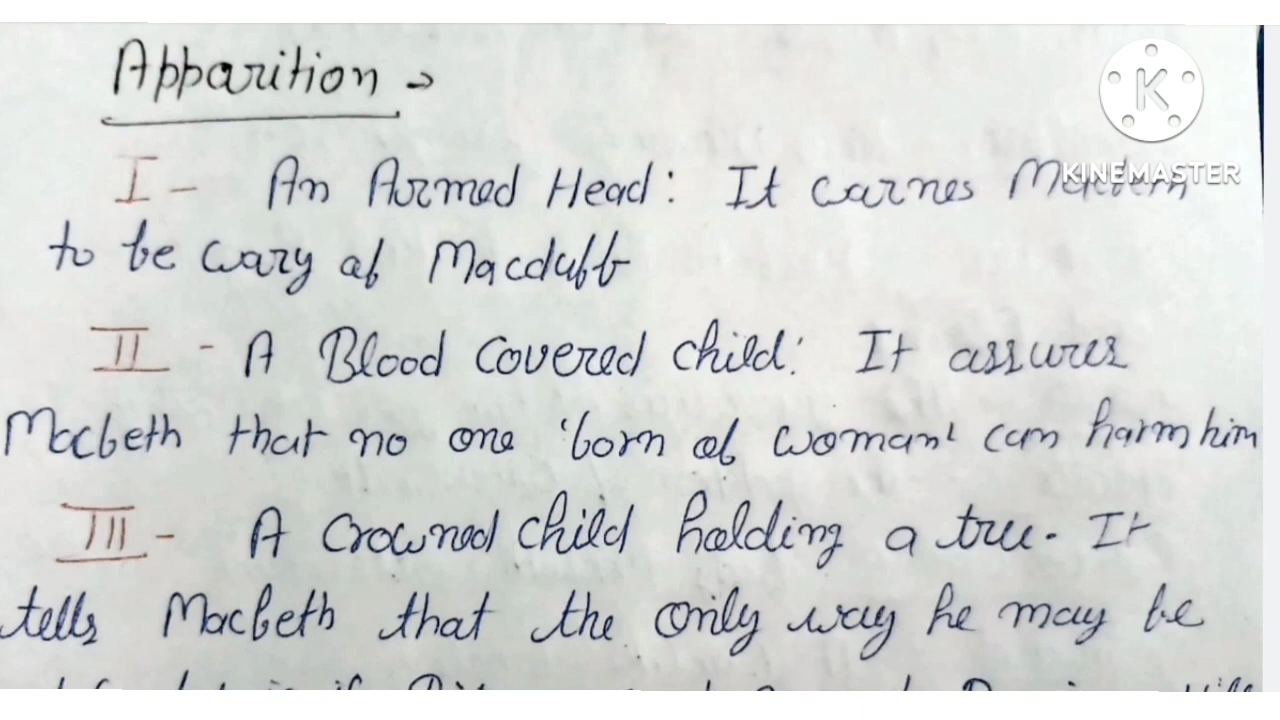 Apparition →
K
KINEMASTER
I - An Armed Head: It warnes Macbeth
to be wary of Macduff
II - A Blood Covered child: It assures
Macbeth that no one 'born of woman' can harm him
III - A Crowned child holding a tree. It
tells Macbeth that the only way he may be